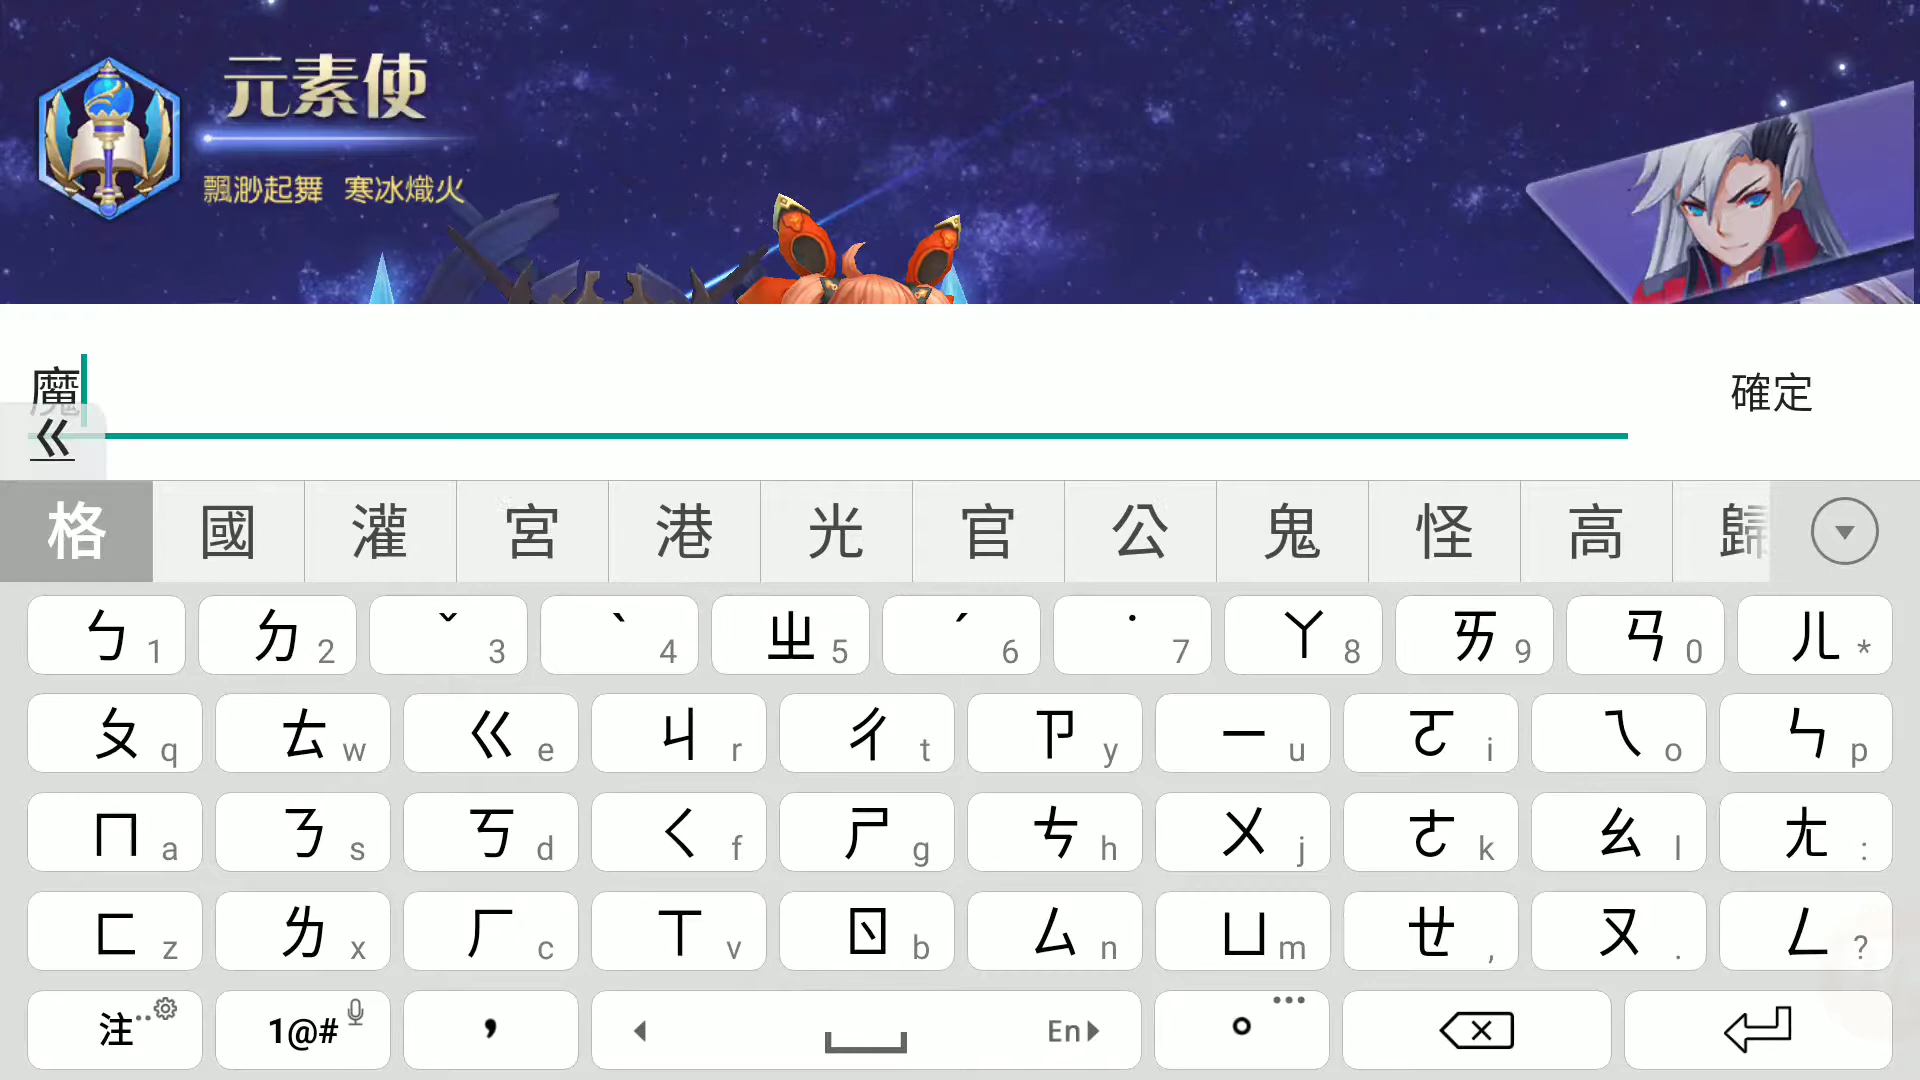 元素使
飄渺起舞 寒冰熾火
魔
確定
ㄍ
格 國 灌 宮 港 光 官 公 鬼 怪 高 歸
ㄅ 1 ㄉ 2 ˇ 3 ˋ 4 ㄓ 5 ˊ 6 ˙ 7 ㄚ 8 ㄞ 9 ㄢ 0 ㄦ *
ㄆ q ㄊ w ㄍ e ㄐ r ㄔ t ㄗ y ㄧ u ㄛ i ㄟ o ㄣ p
ㄇ a ㄋ s ㄎ d ㄑ f ㄕ g ㄘ h ㄨ j ㄜ k ㄠ l ㄤ :
ㄈ z ㄌ x ㄏ c ㄒ v ㄖ b ㄙ n ㄩ m ㄝ , ㄡ . ㄥ ?
注 1@# , En 。